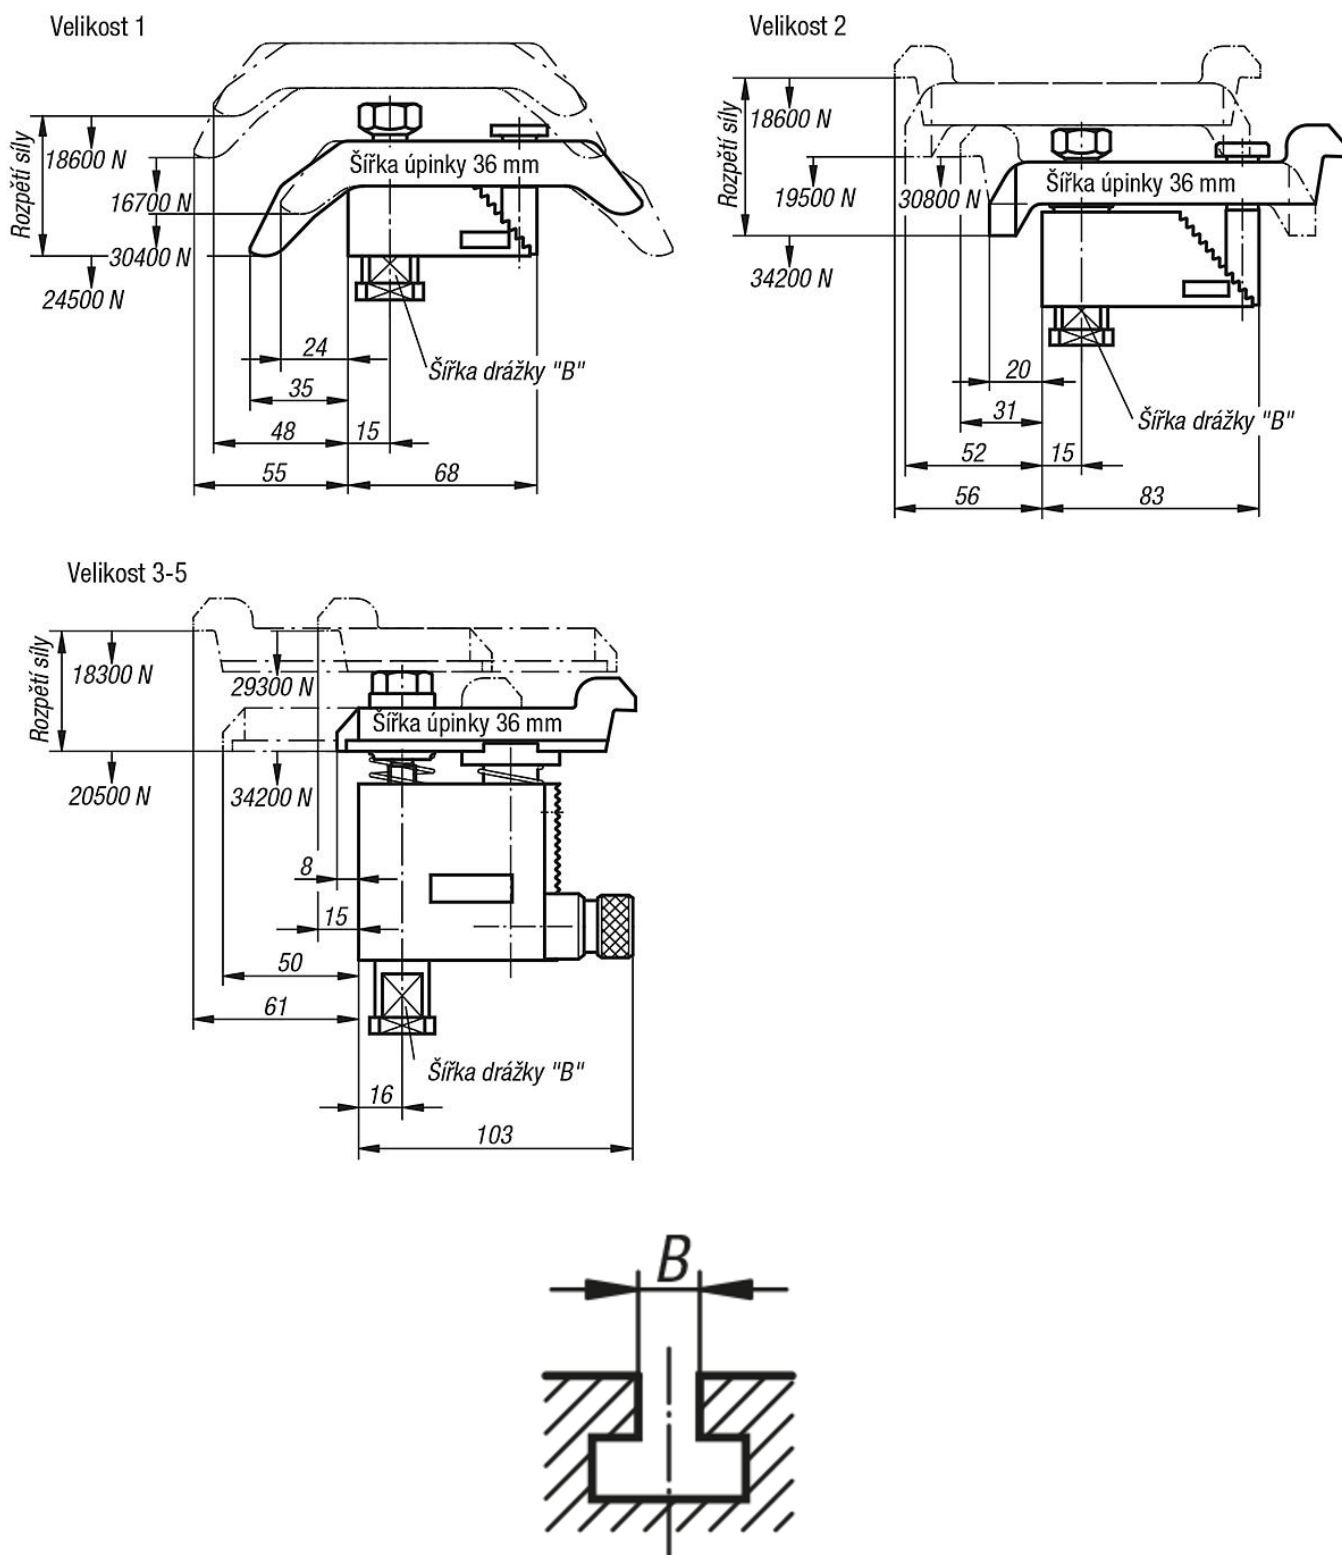 Velikost 1
Rozpětí síly
18600 N
16700 N
30400 N
24500 N
Šířka úpinky 36 mm
24
Šířka drážky "B"
35
48
15
55
68
Velikost 2
Rozpětí síly
18600 N
19500 N
30800 N
34200 N
Šířka úpinky 36 mm
20
31
Šířka drážky "B"
52
15
56
83
Velikost 3-5
Rozpětí síly
18300 N
29300 N
Šířka úpinky 36 mm
20500 N
34200 N
8
15
50
61
Šířka drážky "B"
16
103
B